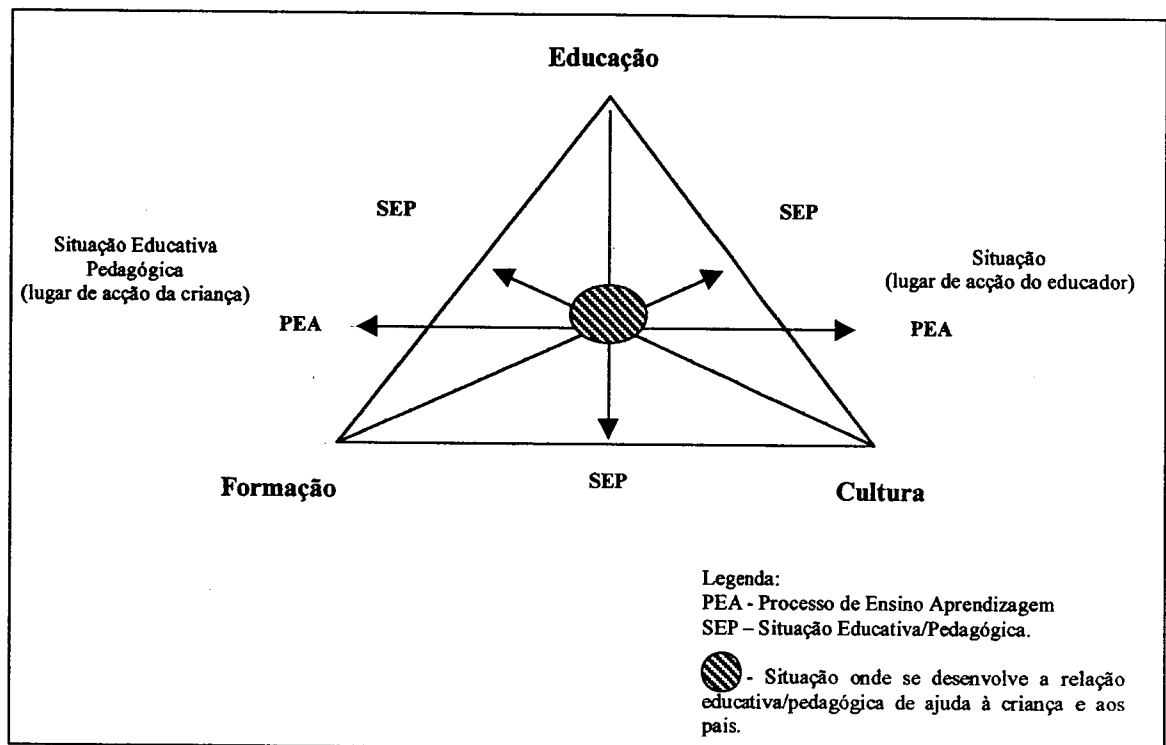 Educação
SEP
SEP
Situação Educativa
Pedagógica
(lugar de acção da criança)
Situação
(lugar de acção do educador)
PEA
PEA
Formação
SEP
Cultura
Legenda:
PEA - Processo de Ensino Aprendizagem
SEP – Situação Educativa/Pedagógica.
- Situação onde se desenvolve a relação
educativa/pedagógica de ajuda à criança e aos
pais.